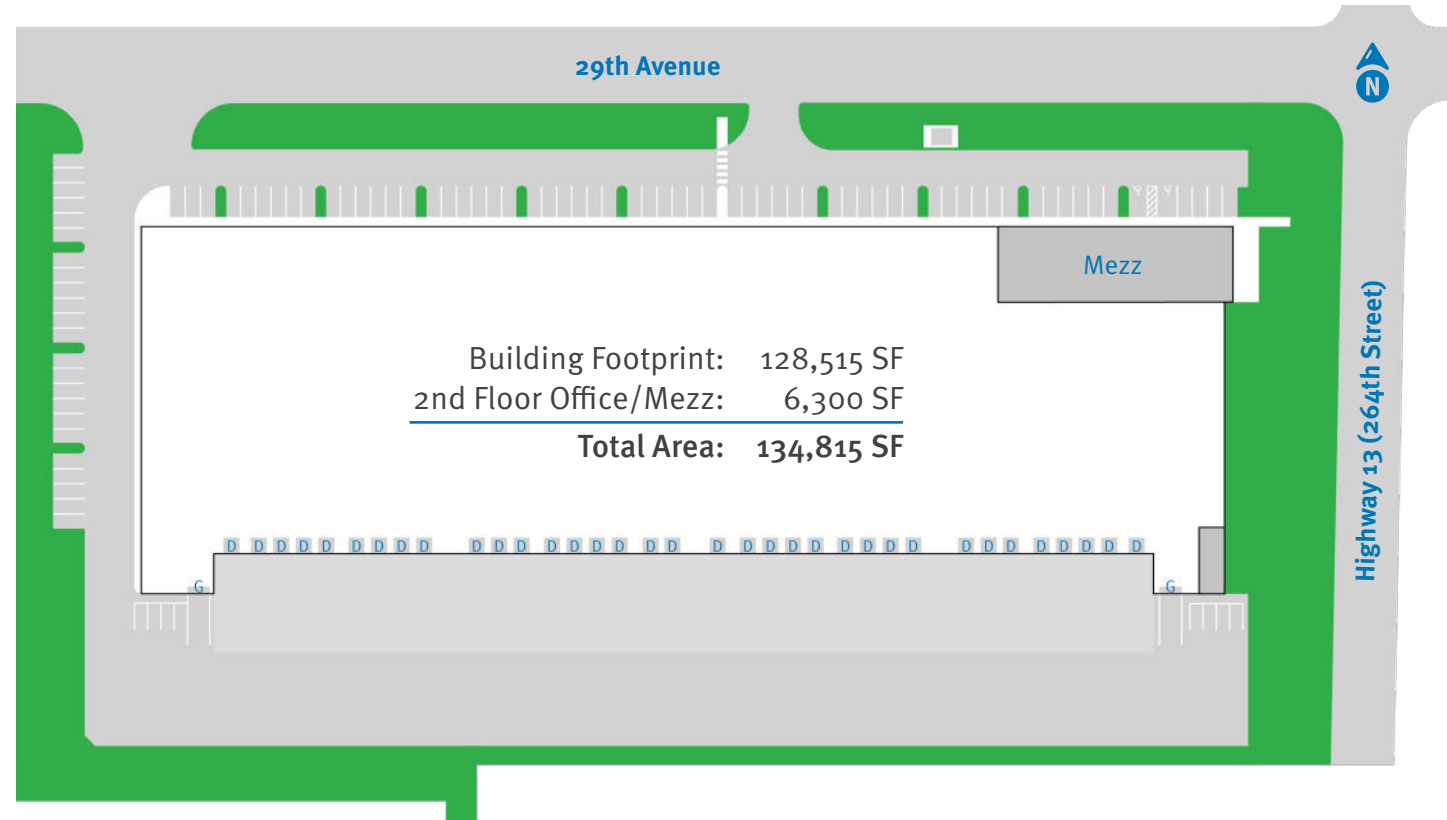 29th Avenue
N
Mezz
Building Footprint: 128,515 SF
2nd Floor Office/Mezz: 6,300 SF
Total Area: 134,815 SF
Highway 13 (264th Street)
D D D D D D D D D D D D D D D D D D D D D D D D D D D D D D D D D D D
G G